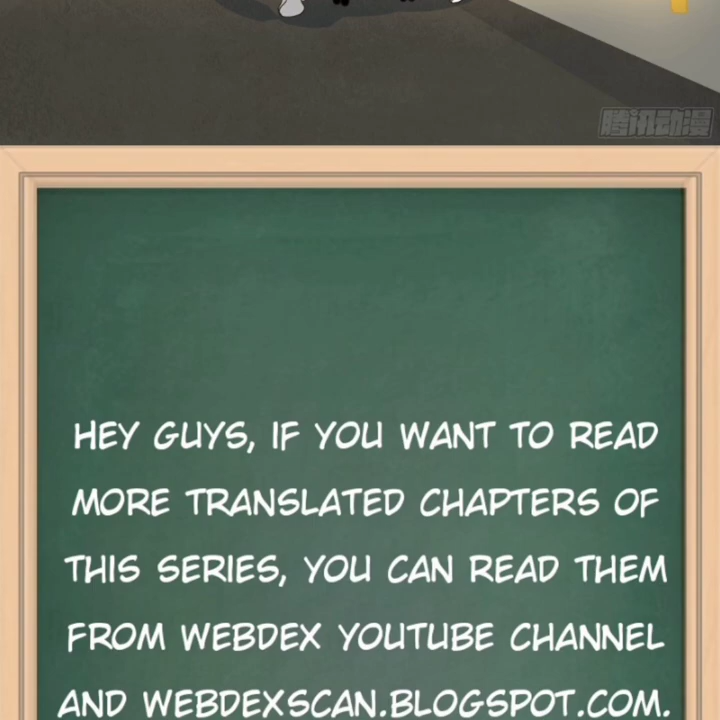 腾讯动漫
HEY GUYS, IF YOU WANT TO READ
MORE TRANSLATED CHAPTERS OF
THIS SERIES, YOU CAN READ THEM
FROM WEBDEX YOUTUBE CHANNEL
AND WEBDEXSCAN.BLOGSPOT.COM.